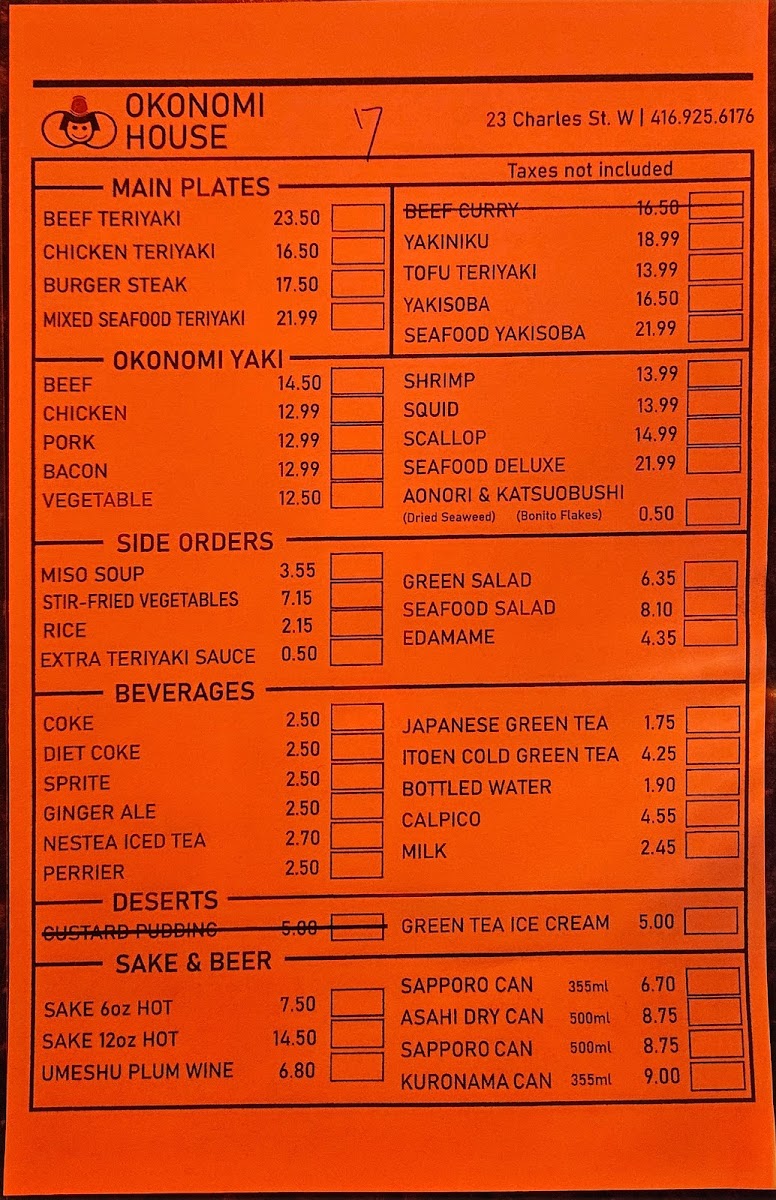 OKONOMI
HOUSE
17
23 Charles St. W | 416.925.6176
Taxes not included
MAIN PLATES
BEEF TERIYAKI 23.50
CHICKEN TERIYAKI 16.50
BURGER STEAK 17.50
MIXED SEAFOOD TERIYAKI 21.99
BEEF CURRY 16.50
YAKINIKU 18.99
TOFU TERIYAKI 13.99
YAKISOBA 16.50
SEAFOOD YAKISOBA 21.99
OKONOMI YAKI
BEEF 14.50
CHICKEN 12.99
PORK 12.99
BACON 12.99
VEGETABLE 12.50
SHRIMP 13.99
SQUID 13.99
SCALLOP 14.99
SEAFOOD DELUXE 21.99
AONORI & KATSUOBUSHI
(Dried Seaweed) (Bonito Flakes) 0.50
SIDE ORDERS
MISO SOUP 3.55
STIR-FRIED VEGETABLES 7.15
RICE 2.15
EXTRA TERIYAKI SAUCE 0.50
GREEN SALAD 6.35
SEAFOOD SALAD 8.10
EDAMAME 4.35
BEVERAGES
COKE 2.50
DIET COKE 2.50
SPRITE 2.50
GINGER ALE 2.50
NESTEA ICED TEA 2.70
PERRIER 2.50
JAPANESE GREEN TEA 1.75
ITOEN COLD GREEN TEA 4.25
BOTTLED WATER 1.90
CALPICO 4.55
MILK 2.45
DESERTS
CUSTARD PUDDING 5.00
GREEN TEA ICE CREAM 5.00
SAKE & BEER
SAKE 6oz HOT 7.50
SAKE 12oz HOT 14.50
UMESHU PLUM WINE 6.80
SAPPORO CAN 355ml 6.70
ASAHI DRY CAN 500ml 8.75
SAPPORO CAN 500ml 8.75
KURONAMA CAN 355ml 9.00